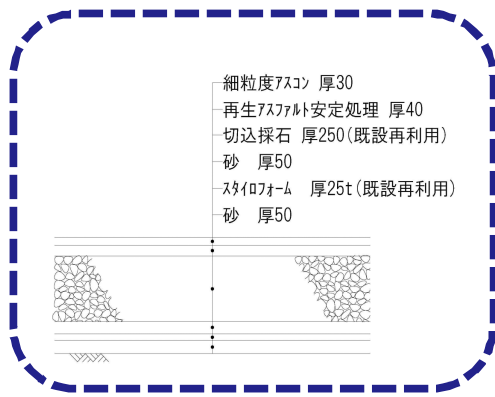 細粒度ｱｽｺﾝ 厚30
再生ｱｽﾌｧﾙﾄ安定処理 厚40
切込採石 厚250(既設再利用)
砂　厚50
ｽﾀｲﾛﾌｫｰﾑ　厚25t(既設再利用)
砂　厚50